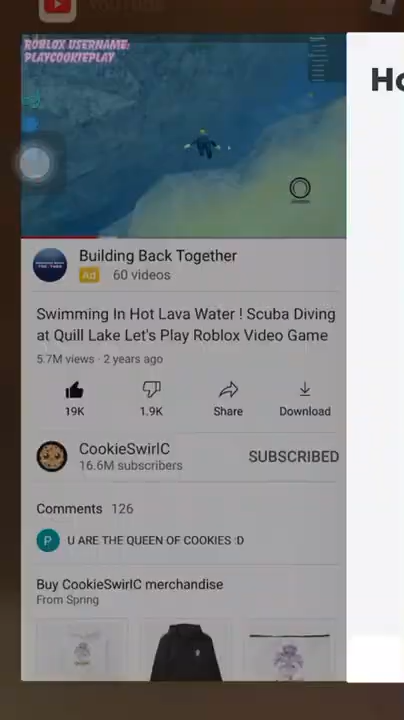 YOUTUBE
ROBLOX USERNAME:
PLAYCOOKIEPLAY
Ho
Building Back Together
Ad 60 videos
Swimming In Hot Lava Water ! Scuba Diving
at Quill Lake Let's Play Roblox Video Game
5.7M views · 2 years ago
19K 1.9K Share Download
CookieSwirlC
16.6M subscribers
SUBSCRIBED
Comments 126
P U ARE THE QUEEN OF COOKIES :D
Buy CookieSwirlC merchandise
From Spring